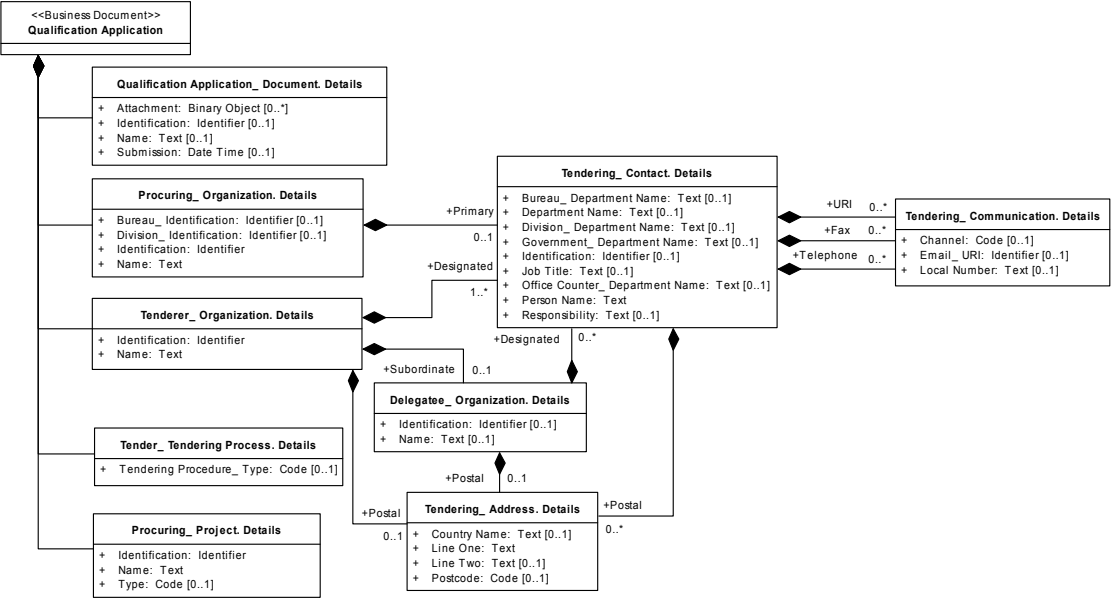 <<Business Document>>
Qualification Application
Qualification Application_ Document. Details
+ Attachment: Binary Object [0..*]
+ Identification: Identifier [0..1]
+ Name: Text [0..1]
+ Submission: Date Time [0..1]
Procuring_ Organization. Details
+ Bureau_ Identification: Identifier [0..1]
+ Division_ Identification: Identifier [0..1]
+ Identification: Identifier
+ Name: Text
+Primary
0..1
+Designated
1..*
Tendering_ Contact. Details
+ Bureau_ Department Name: Text [0..1]
+ Department Name: Text [0..1]
+ Division_ Department Name: Text [0..1]
+ Government_ Department Name: Text [0..1]
+ Identification: Identifier [0..1]
+ Job Title: Text [0..1]
+ Office Counter_ Department Name: Text [0..1]
+ Person Name: Text
+ Responsibility: Text [0..1]
+URI 0..*
+Fax 0..*
+Telephone 0..*
Tendering_ Communication. Details
+ Channel: Code [0..1]
+ Email_ URI: Identifier [0..1]
+ Local Number: Text [0..1]
Tenderer_ Organization. Details
+ Identification: Identifier
+ Name: Text
+Designated 0..*
+Subordinate 0..1
Delegatee_ Organization. Details
+ Identification: Identifier [0..1]
+ Name: Text [0..1]
Tender_ Tendering Process. Details
+ Tendering Procedure_ Type: Code [0..1]
+Postal 0..1
+Postal
0..1
+Postal
0..*
Tendering_ Address. Details
+ Country Name: Text [0..1]
+ Line One: Text
+ Line Two: Text [0..1]
+ Postcode: Code [0..1]
Procuring_ Project. Details
+ Identification: Identifier
+ Name: Text
+ Type: Code [0..1]